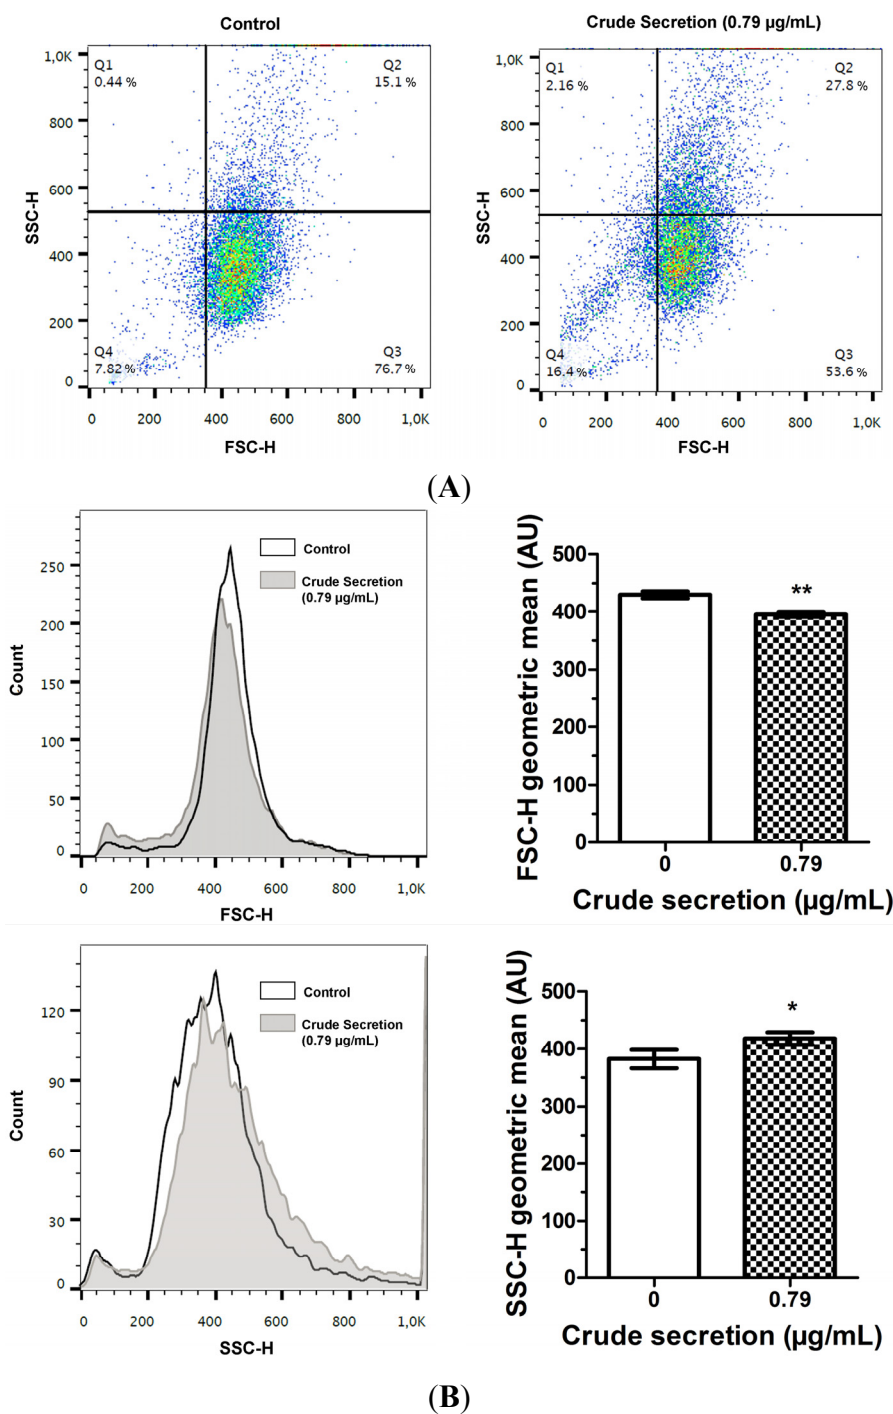 Control
Crude Secretion (0.79 µg/mL)
Q1
0.44 %
Q2
15.1 %
1,0K
800
600
400
200
0
SSC-H
Q4
7.82 %
Q3
76.7 %
0 200 400 600 800 1,0K
FSC-H
Q1
2.16 %
Q2
27.8 %
1,0K
800
600
400
200
0
SSC-H
Q4
16.4 %
Q3
53.6 %
0 200 400 600 800 1,0K
FSC-H
(A)
Control
Crude Secretion
(0.79 µg/mL)
250
200
150
100
50
0
Count
0 200 400 600 800 1,0K
FSC-H
FSC-H geometric mean (AU)
500
400
300
200
100
0
**
0 0.79
Crude secretion (µg/mL)
Control
Crude Secretion
(0.79 µg/mL)
120
90
60
30
0
Count
0 200 400 600 800 1,0K
SSC-H
SSC-H geometric mean (AU)
500
400
300
200
100
0
*
0 0.79
Crude secretion (µg/mL)
(B)